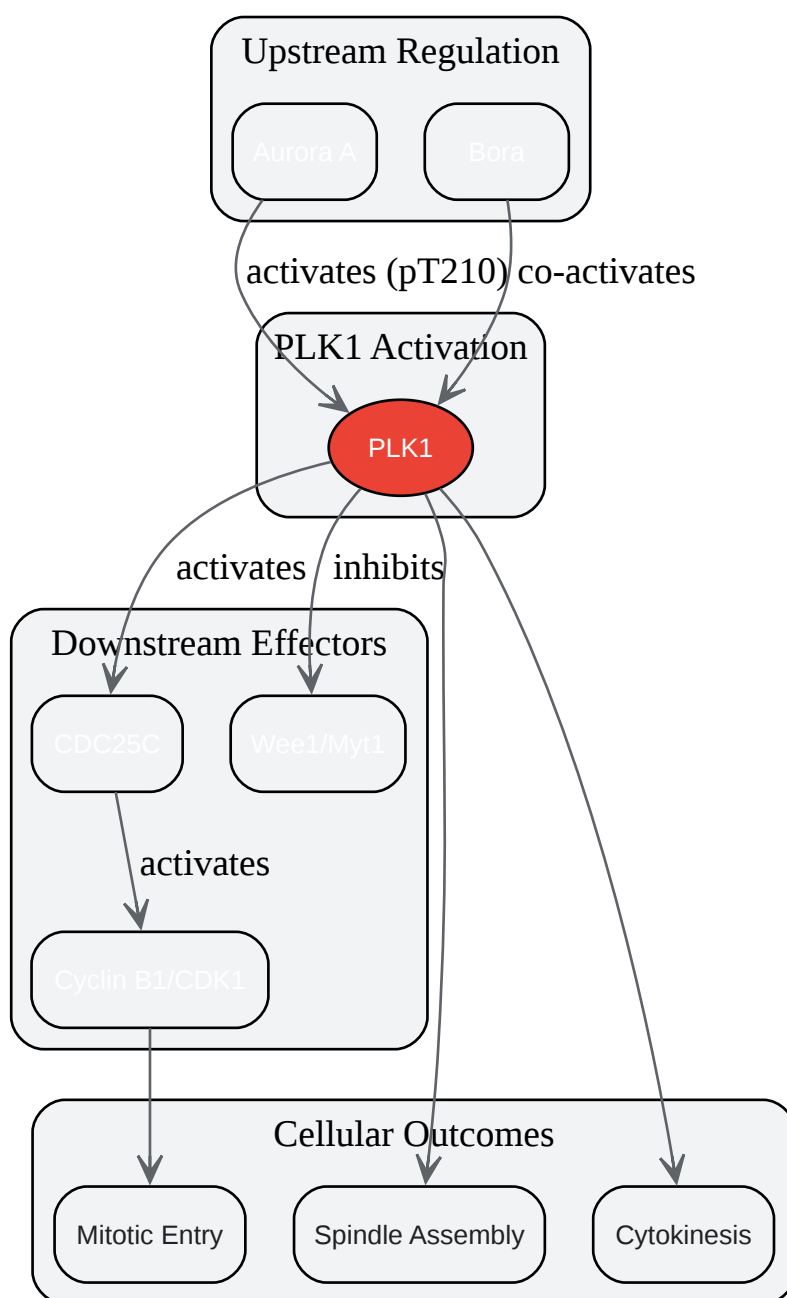 Upstream Regulation
Aurora A
Bora
activates (pT210)
co-activates
PLK1 Activation
PLK1
activates
inhibits
Downstream Effectors
CDC25C
Wee1/Myt1
activates
Cyclin B1/CDK1
Cellular Outcomes
Mitotic Entry
Spindle Assembly
Cytokinesis